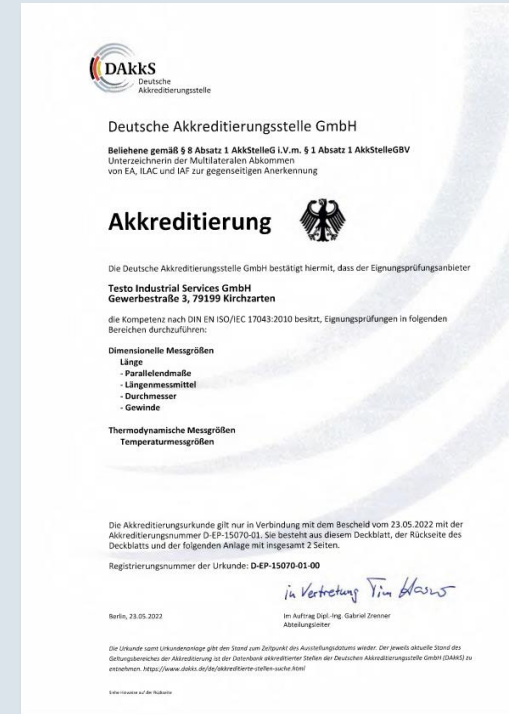 DAkkS
Deutsche
Akkreditierungsstelle
Deutsche Akkreditierungsstelle GmbH
Beliehene gemäß § 8 Absatz 1 AkkStelleG i.V.m. § 1 Absatz 1 AkkStelleGBV
Unterzeichnerin der Multilateralen Abkommen
von EA, ILAC und IAF zur gegenseitigen Anerkennung
Akkreditierung
Die Deutsche Akkreditierungsstelle GmbH bestätigt hiermit, dass der Eignungsprüfungsanbieter
Testo Industrial Services GmbH
Gewerbestraße 3, 79199 Kirchzarten
die Kompetenz nach DIN EN ISO/IEC 17043:2010 besitzt, Eignungsprüfungen in folgenden
Bereichen durchzuführen:
Dimensionelle Messgrößen
Länge
- Parallelendmaße
- Längenmessmittel
- Durchmesser
- Gewinde
Thermodynamische Messgrößen
Temperaturmessgrößen
Die Akkreditierungsurkunde gilt nur in Verbindung mit dem Bescheid vom 23.05.2022 mit der
Akkreditierungsnummer D-EP-15070-01. Sie besteht aus diesem Deckblatt, der Rückseite des
Deckblatts und der folgenden Anlage mit insgesamt 2 Seiten.
Registrierungsnummer der Urkunde: D-EP-15070-01-00
in Vertretung Tim
Berlin, 23.05.2022
Im Auftrag Dipl.-Ing. Gabriel Zrenner
Abteilungsleiter
Die Urkunde samt Urkundenanlage gibt den Stand zum Zeitpunkt des Ausstellungsdatums wieder. Der jeweils aktuelle Stand des
Geltungsbereiches der Akkreditierung ist der Datenbank akkreditierter Stellen der Deutschen Akkreditierungsstelle GmbH (DAkkS) zu
entnehmen. https://www.dakks.de/de/akkreditierte-stellen-suche.html
Siehe Hinweise auf der Rückseite